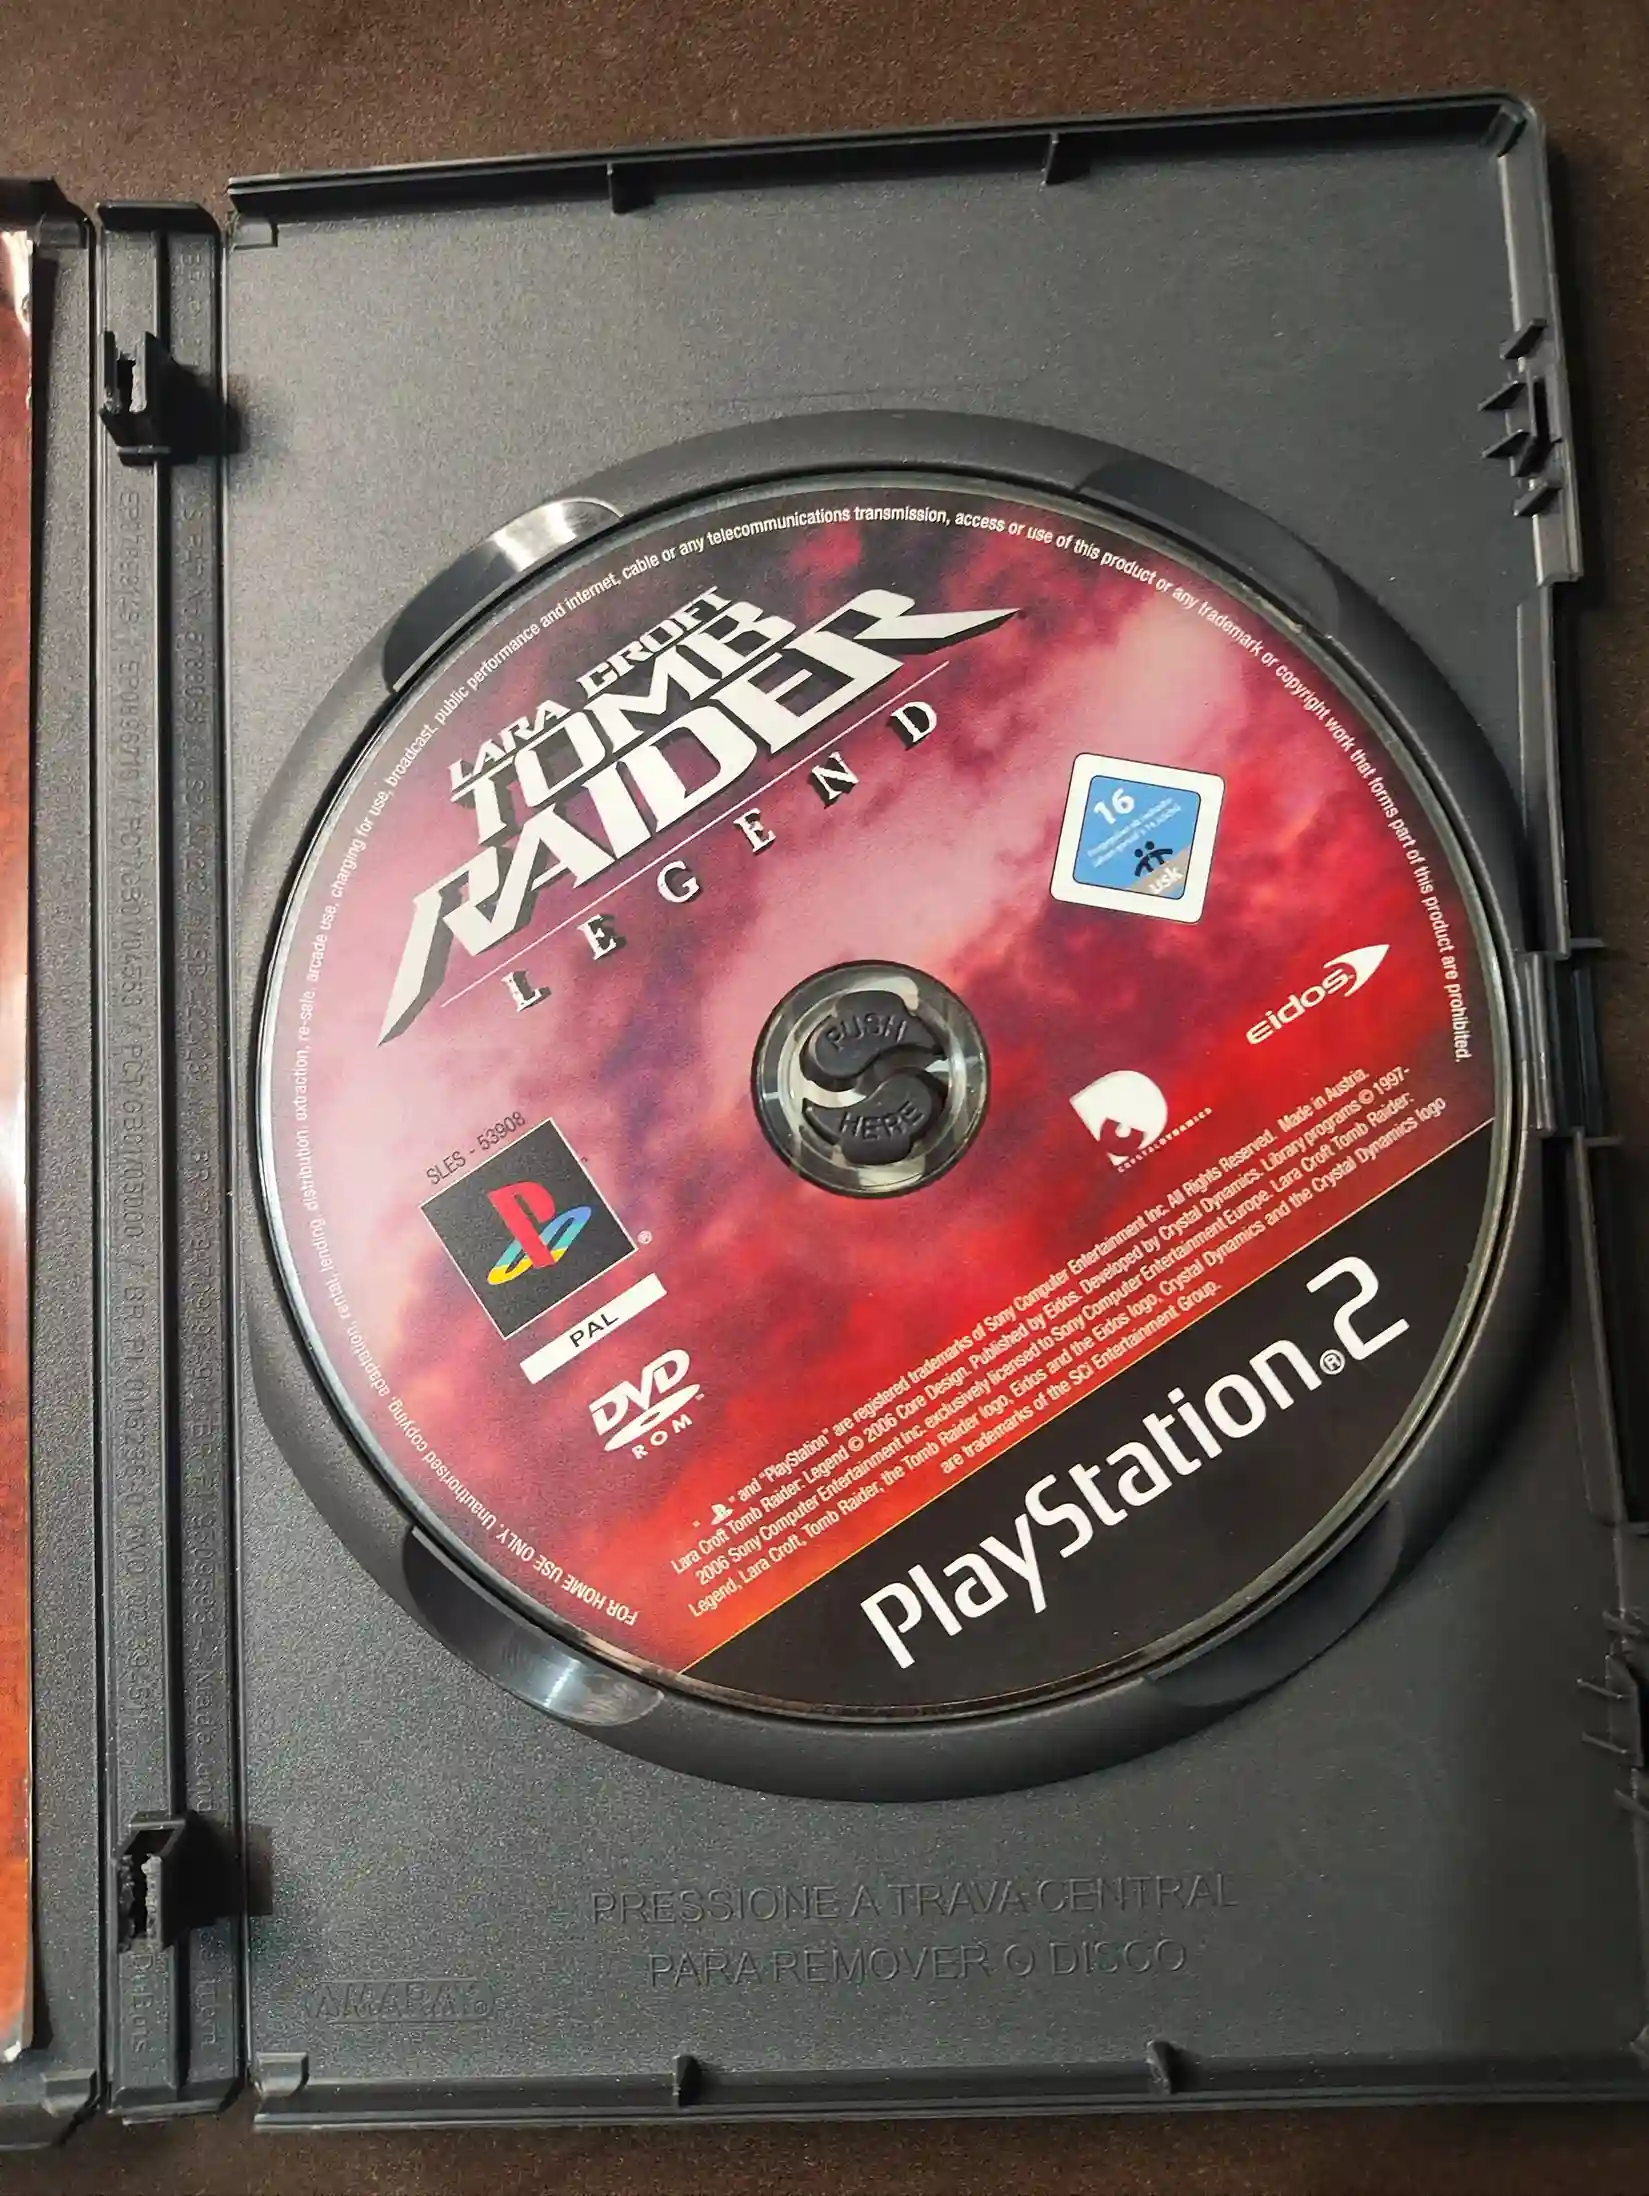 FOR HOME USE ONLY. Unauthorised copying, adaptation, rental, lending, distribution, extraction, re-sale, arcade use, charging for use, broadcast, public performance and internet, cable or any telecommunications transmission, access or use of this product or any trademark or copyright work that forms part of this product are prohibited.
LARA CROFT
TOMB
RAIDER
LEGEND
16
usk
eidos
PUSH
HERE
CRYSTAL DYNAMICS
SLES - 53908
®
PAL
DVD
ROM
" " and "PlayStation" are registered trademarks of Sony Computer Entertainment Inc. All Rights Reserved. Made in Austria.
Lara Croft Tomb Raider: Legend © 2006 Core Design. Published by Eidos. Developed by Crystal Dynamics. Library programs © 1997-
2006 Sony Computer Entertainment Inc. exclusively licensed to Sony Computer Entertainment Europe. Lara Croft Tomb Raider:
Legend, Lara Croft, Tomb Raider, the Tomb Raider logo, Eidos and the Eidos logo, Crystal Dynamics and the Crystal Dynamics logo
are trademarks of the SCi Entertainment Group.
PlayStation®2
PRESSIONE A TRAVA CENTRAL
PARA REMOVER O DISCO
AMARAY